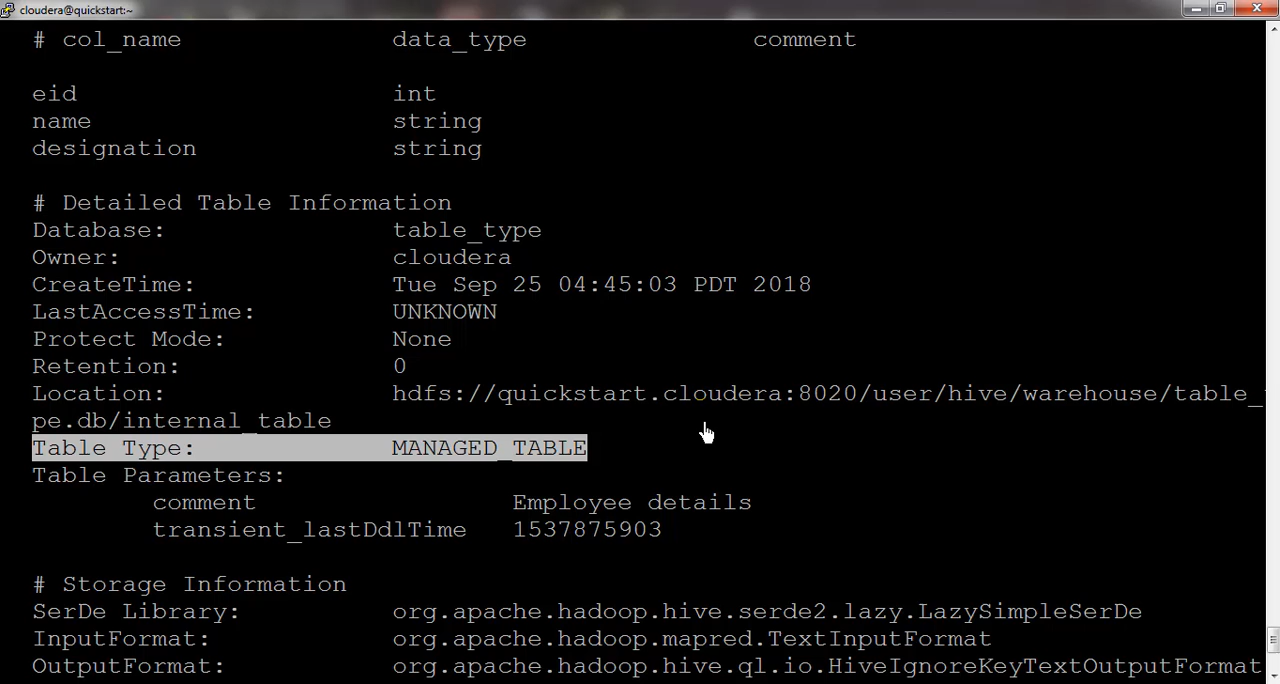 cloudera@quickstart:~
# col_name data_type comment
eid int
name string
designation string
# Detailed Table Information
Database: table_type
Owner: cloudera
CreateTime: Tue Sep 25 04:45:03 PDT 2018
LastAccessTime: UNKNOWN
Protect Mode: None
Retention: 0
Location: hdfs://quickstart.cloudera:8020/user/hive/warehouse/table_
pe.db/internal_table
Table Type: MANAGED_TABLE
Table Parameters:
comment Employee details
transient_lastDdlTime 1537875903
# Storage Information
SerDe Library: org.apache.hadoop.hive.serde2.lazy.LazySimpleSerDe
InputFormat: org.apache.hadoop.mapred.TextInputFormat
OutputFormat: org.apache.hadoop.hive.ql.io.HiveIgnoreKeyTextOutputFormat